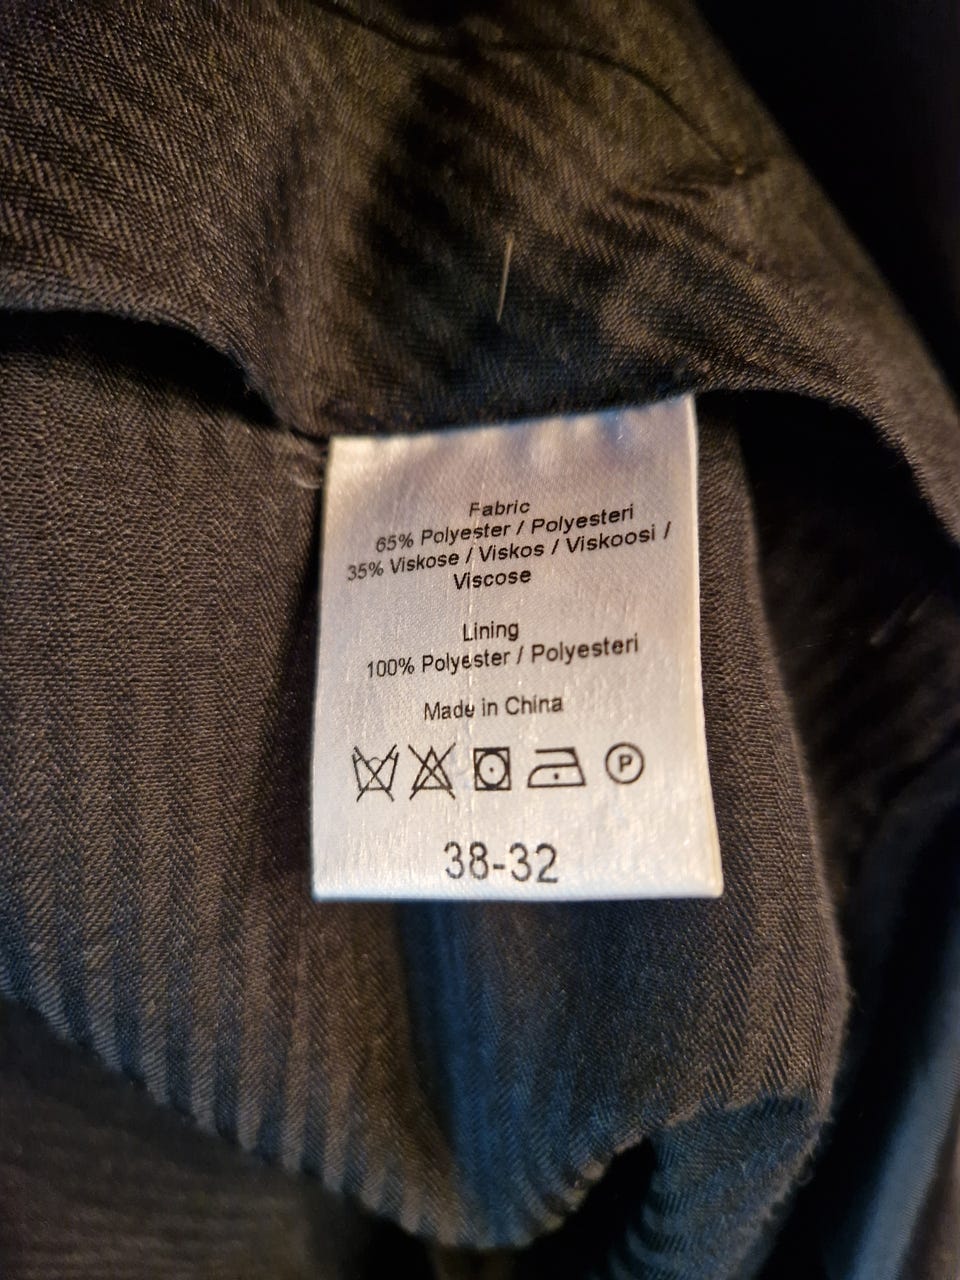 Fabric
65% Polyester / Polyesteri
35% Viskose / Viskos / Viskoosi /
Viscose
Lining
100% Polyester / Polyesteri
Made in China
P
38-32